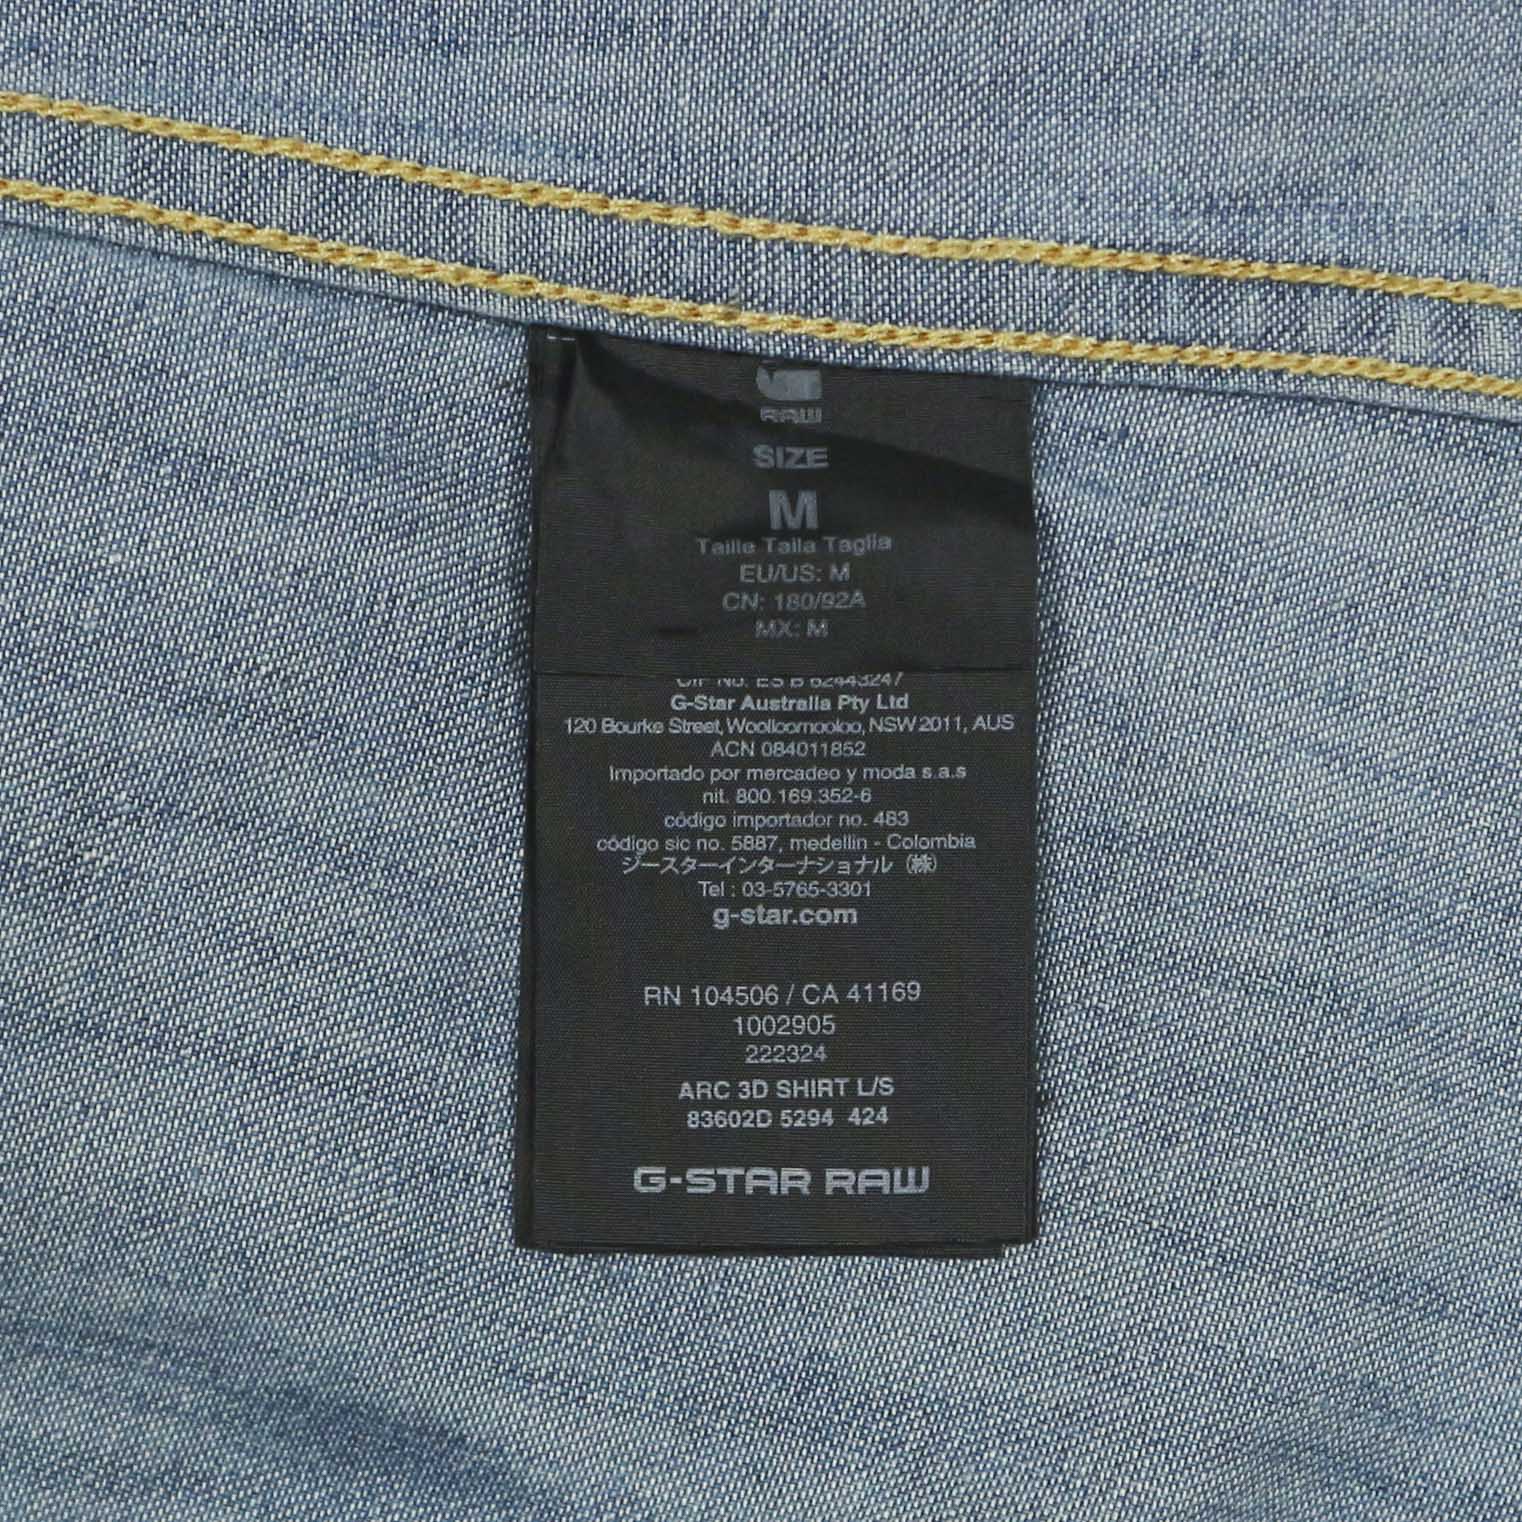 RAW
SIZE
M
Taille Talla Taglia
EU/US: M
CN: 180/92A
MX: M
CIF No. ES B 62443247
G-Star Australia Pty Ltd
120 Bourke Street, Woolloomooloo, NSW 2011, AUS
ACN 084011852
Importado por mercadeo y moda s.a.s
nit. 800.169.352-6
código importador no. 483
código sic no. 5887, medellin - Colombia
ジースターインターナショナル (株)
Tel : 03-5765-3301
g-star.com
RN 104506 / CA 41169
1002905
222324
ARC 3D SHIRT L/S
83602D 5294 424
G-STAR RAW